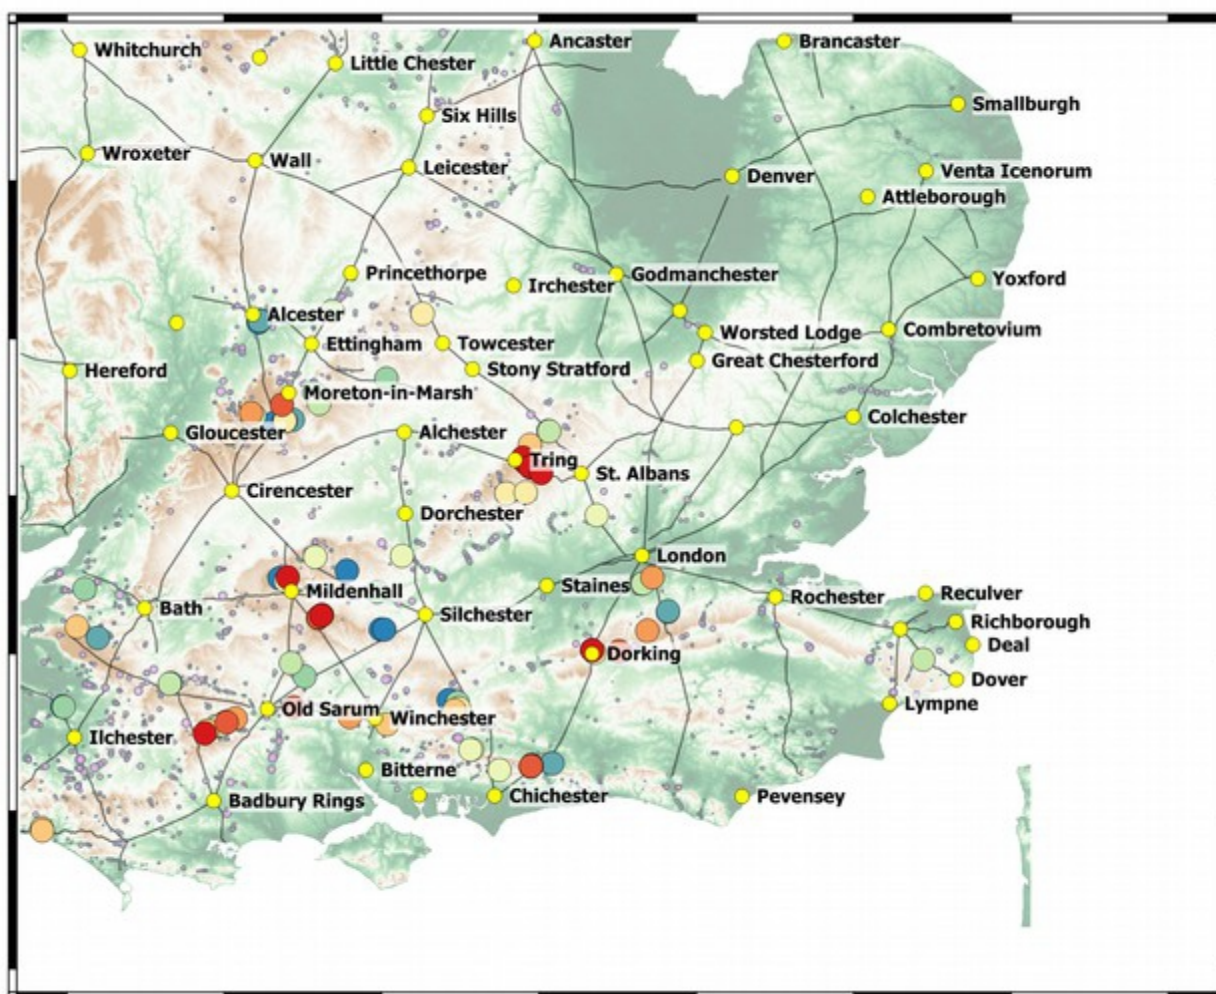 Ancaster
Brancaster
Whitchurch
Little Chester
Smallburgh
Six Hills
Wroxeter
Wall
Leicester
Denver
Venta Icenorum
Attleborough
Princethorpe
Irchester
Godmanchester
Yoxford
Alcester
Ettingham
Towcester
Worsted Lodge
Combretovium
Hereford
Stony Stratford
Great Chesterford
Moreton-in-Marsh
Colchester
Gloucester
Alchester
Tring
St. Albans
Cirencester
Dorchester
London
Mildenhall
Staines
Rochester
Reculver
Bath
Silchester
Richborough
Deal
Dorking
Dover
Old Sarum
Winchester
Lympne
Ilchester
Bitterne
Badbury Rings
Chichester
Pevensey